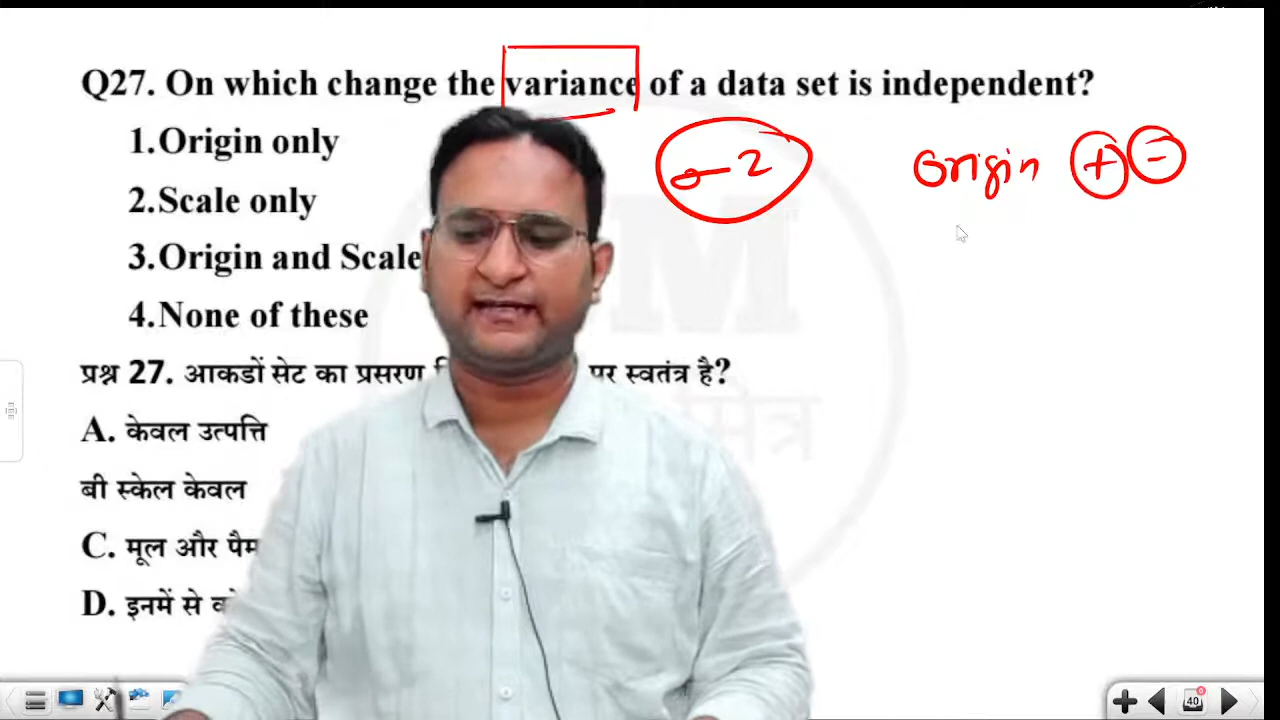 Q27. On which change the variance of a data set is independent?
1.Origin only
σ2
Origin + -
2.Scale only
3.Origin and Scale
4.None of these
प्रश्न 27. आकडों सेट का प्रसरण पर स्वतंत्र है?
A. केवल उत्पत्ति
बी स्केल केवल
C. मूल और पैम
D. इनमें से
40